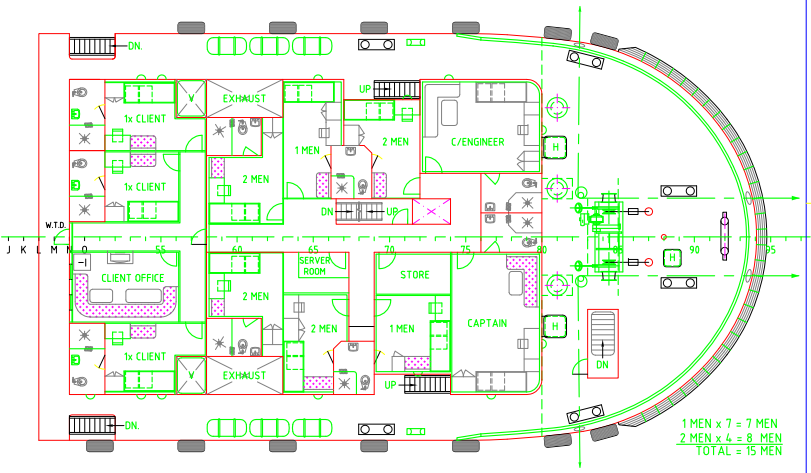 DN.
UP
1x CLIENT
V
EXHAUST
1 MEN
2 MEN
C/ENGINEER
H
1x CLIENT
2 MEN
DN
UP
X
W.T.D.
J K L M N O
55
60
65
70
75
80
85
90
95
CLIENT OFFICE
SERVER
ROOM
STORE
H
2 MEN
2 MEN
1 MEN
CAPTAIN
H
1x CLIENT
V
EXHAUST
UP
DN
DN.
1 MEN x 7 = 7 MEN
2 MEN x 4 = 8 MEN
TOTAL = 15 MEN